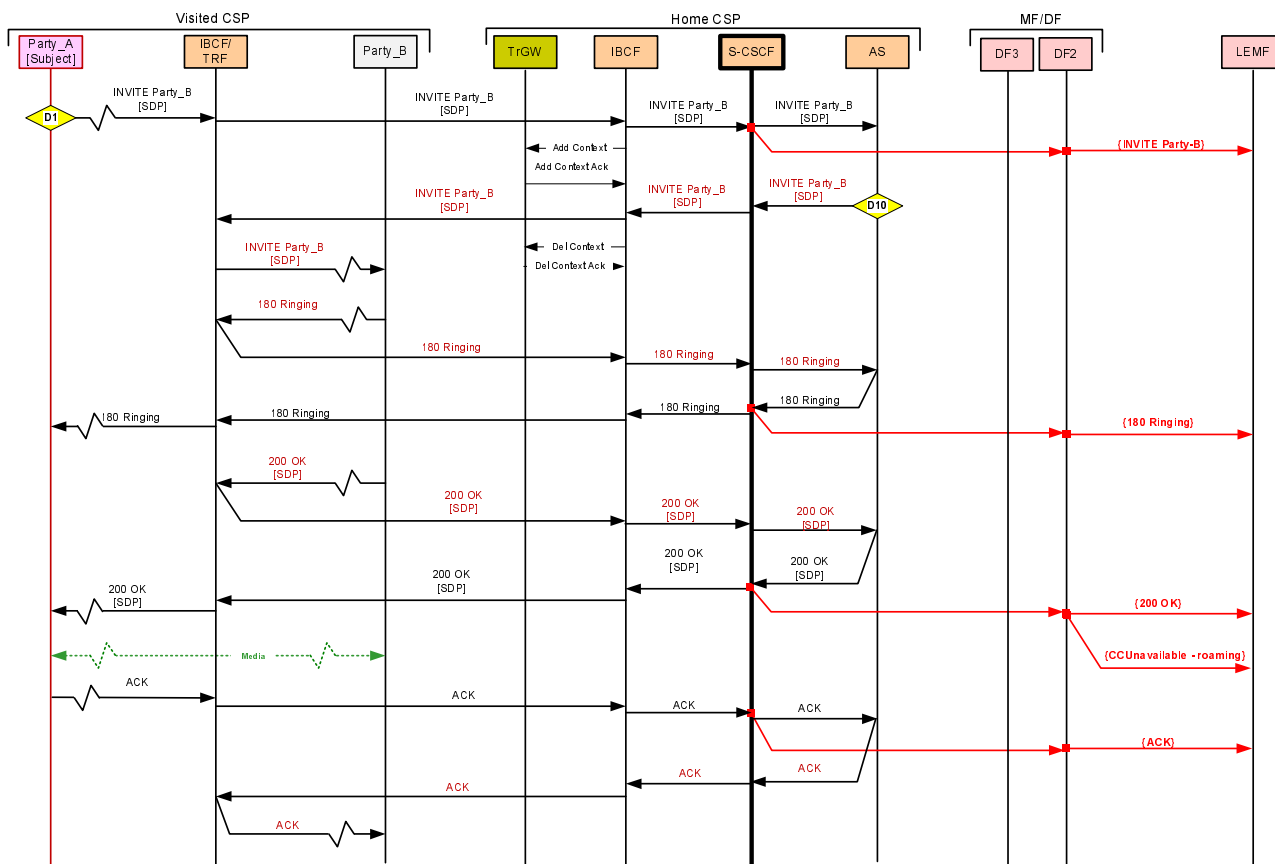 Visited CSP
Home CSP
MF/DF
Party_A
[Subject]
IBCF/
TRF
Party_B
TrGW
IBCF
S-CSCF
AS
DF3
DF2
LEMF
D1
INVITE Party_B
[SDP]
INVITE Party_B
[SDP]
INVITE Party_B
[SDP]
INVITE Party_B
[SDP]
{INVITE Party-B}
Add Context
Add Context Ack
INVITE Party_B
[SDP]
INVITE Party_B
[SDP]
INVITE Party_B
[SDP]
D10
INVITE Party_B
[SDP]
Del Context
Del Context Ack
180 Ringing
180 Ringing
180 Ringing
180 Ringing
180 Ringing
180 Ringing
180 Ringing
180 Ringing
{180 Ringing}
200 OK
[SDP]
200 OK
[SDP]
200 OK
[SDP]
200 OK
[SDP]
200 OK
[SDP]
200 OK
[SDP]
200 OK
[SDP]
200 OK
[SDP]
{200 OK}
Media
{CCUnavailable - roaming}
ACK
ACK
ACK
ACK
{ACK}
ACK
ACK
ACK
ACK